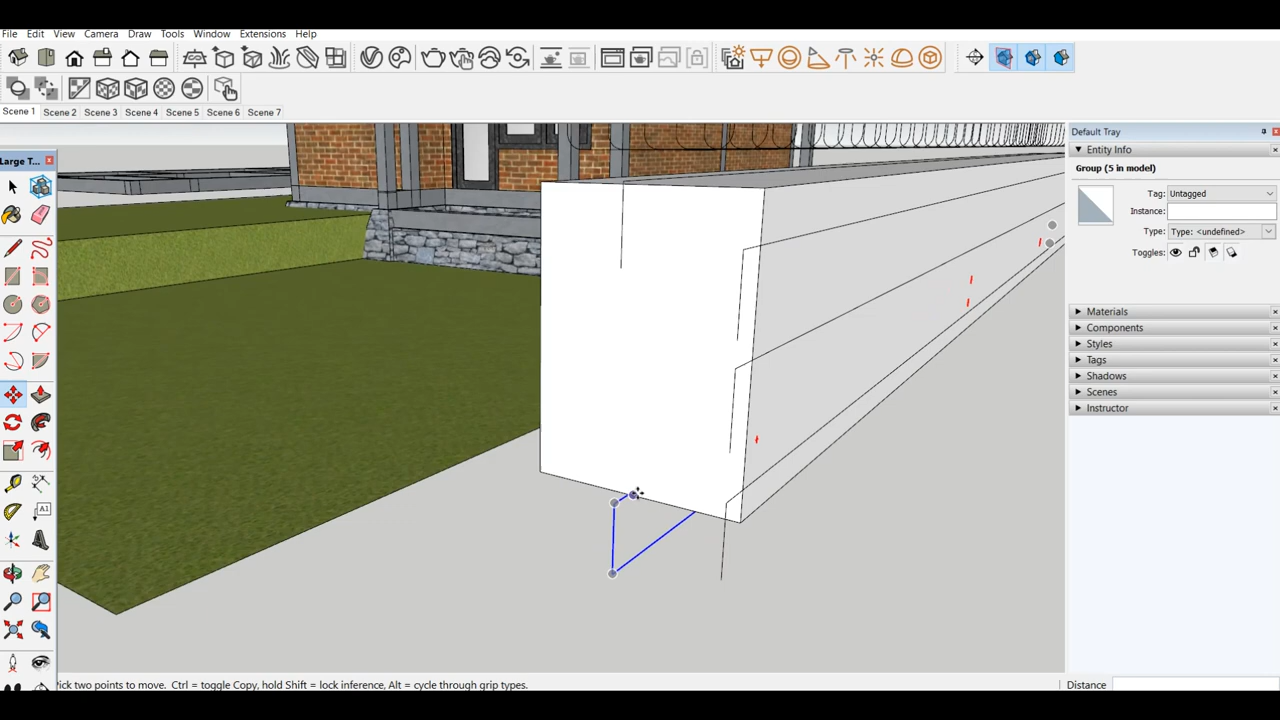 File Edit View Camera Draw Tools Window Extensions Help
Scene 1 Scene 2 Scene 3 Scene 4 Scene 5 Scene 6 Scene 7
Large T...
A1
Default Tray
Entity Info
Group (5 in model)
Tag: Untagged
Instance:
Type: Type: <undefined>
Toggles:
Materials
Components
Styles
Tags
Shadows
Scenes
Instructor
ick two points to move. Ctrl = toggle Copy, hold Shift = lock inference, Alt = cycle through grip types.
Distance